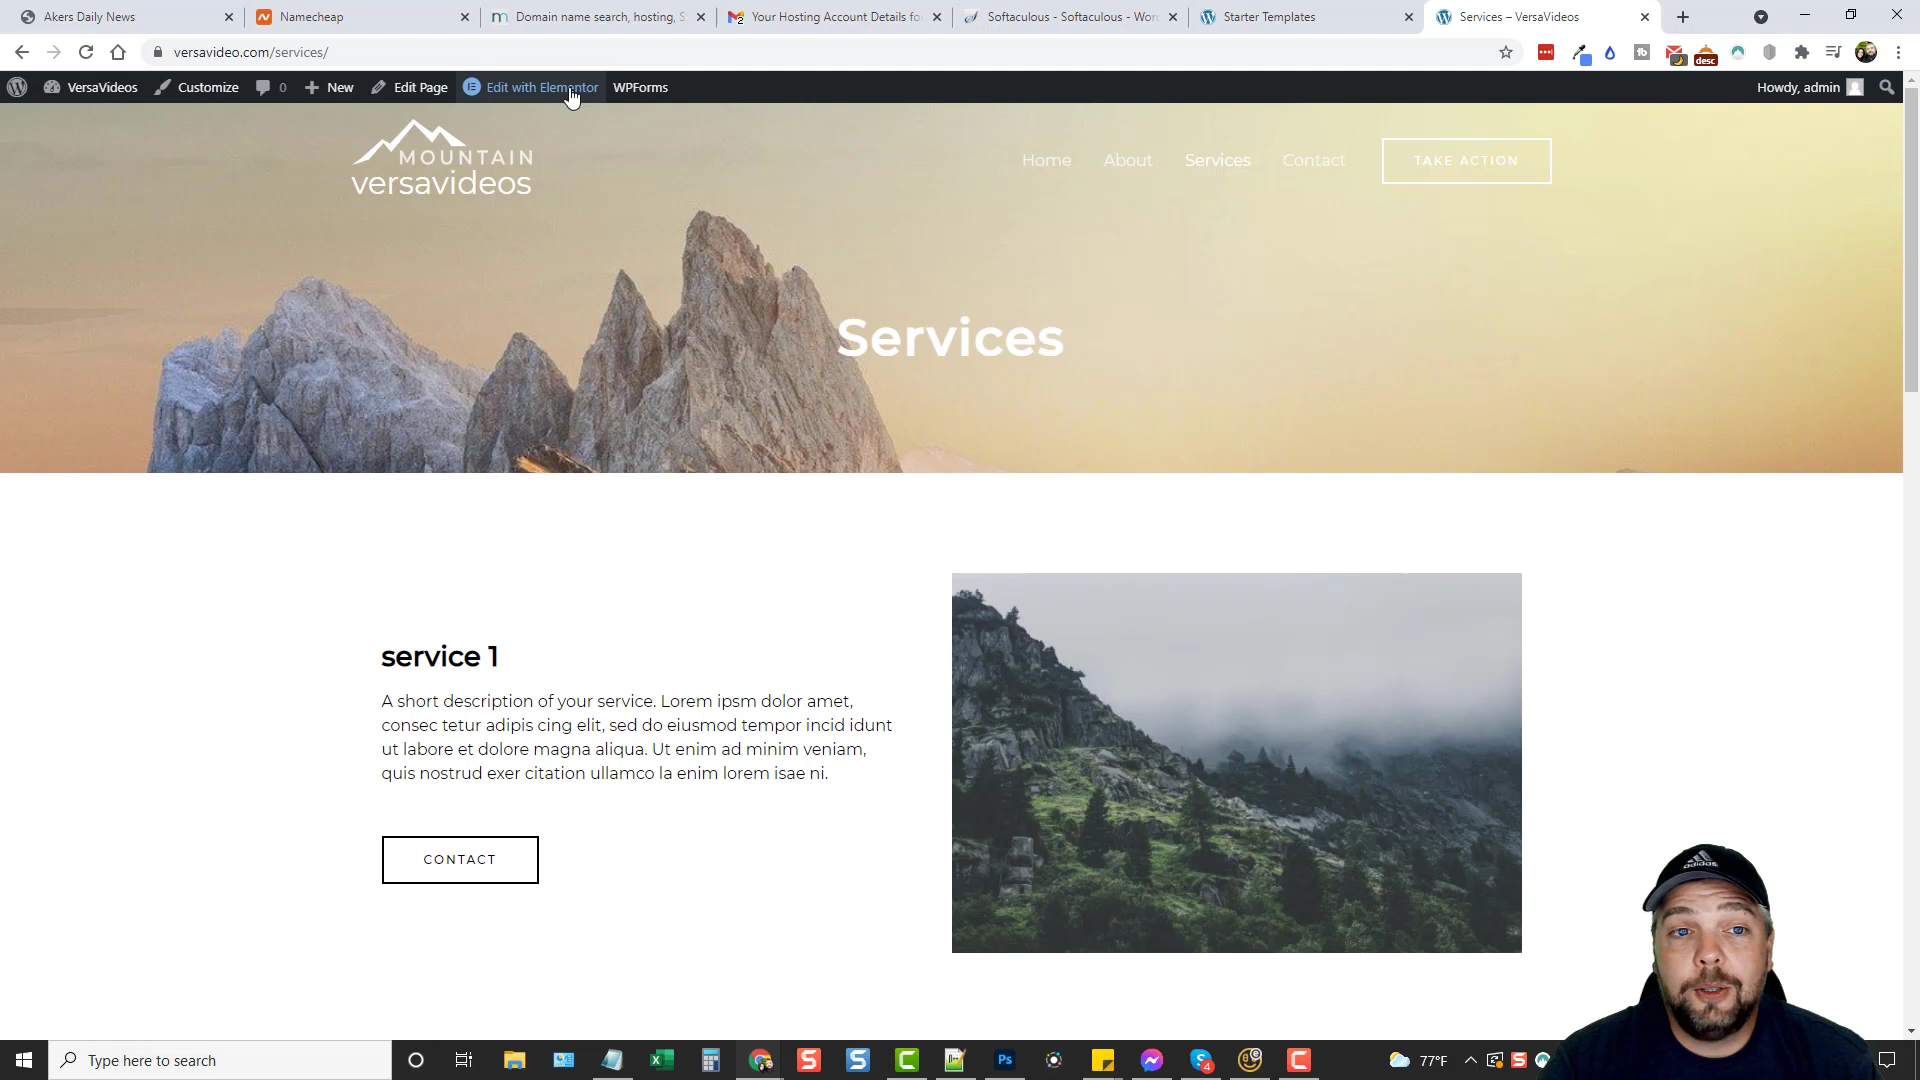 Akers Daily News
Namecheap
Domain name search, hosting, S
Your Hosting Account Details fo
Softaculous - Softaculous - Wor
Starter Templates
Services – VersaVideos
versavideo.com/services/
desc
VersaVideos
Customize
0
New
Edit Page
Edit with Elementor
WPForms
Howdy, admin
MOUNTAIN
versavideos
Home
About
Services
Contact
TAKE ACTION
Services
service 1
A short description of your service. Lorem ipsm dolor amet,
consec tetur adipis cing elit, sed do eiusmod tempor incid idunt
ut labore et dolore magna aliqua. Ut enim ad minim veniam,
quis nostrud exer citation ullamco la enim lorem isae ni.
CONTACT
adidas
Type here to search
77°F